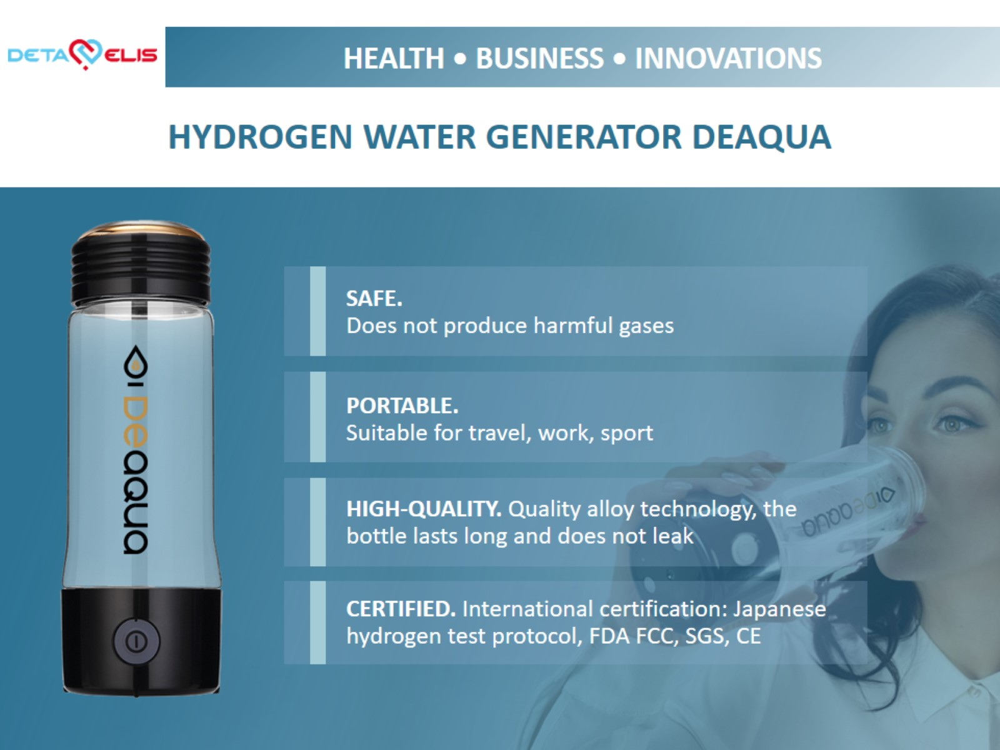 DETA ELIS
HEALTH • BUSINESS • INNOVATIONS
HYDROGEN WATER GENERATOR DEAQUA
Deaqua
SAFE.
Does not produce harmful gases
PORTABLE.
Suitable for travel, work, sport
HIGH-QUALITY. Quality alloy technology, the
bottle lasts long and does not leak
Deaqua
CERTIFIED. International certification: Japanese
hydrogen test protocol, FDA FCC, SGS, CE